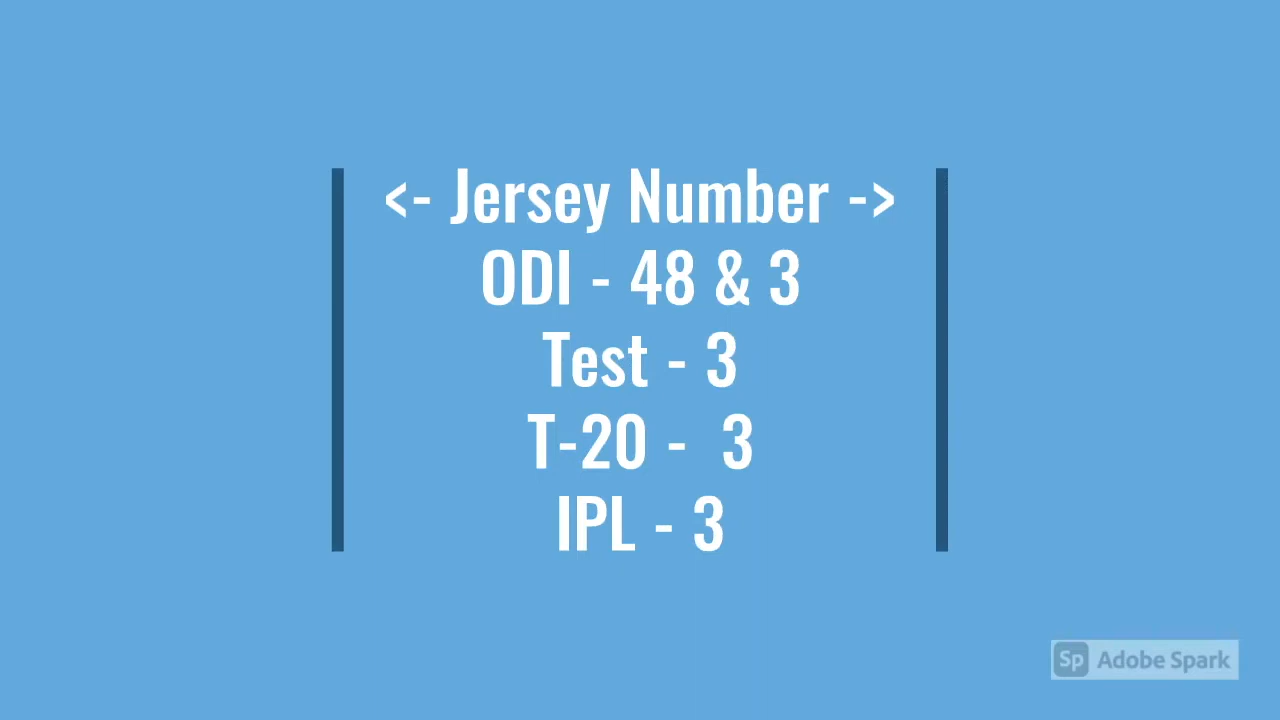 <- Jersey Number ->
ODI - 48 & 3
Test - 3
T-20 -  3
IPL - 3
Sp Adobe Spark